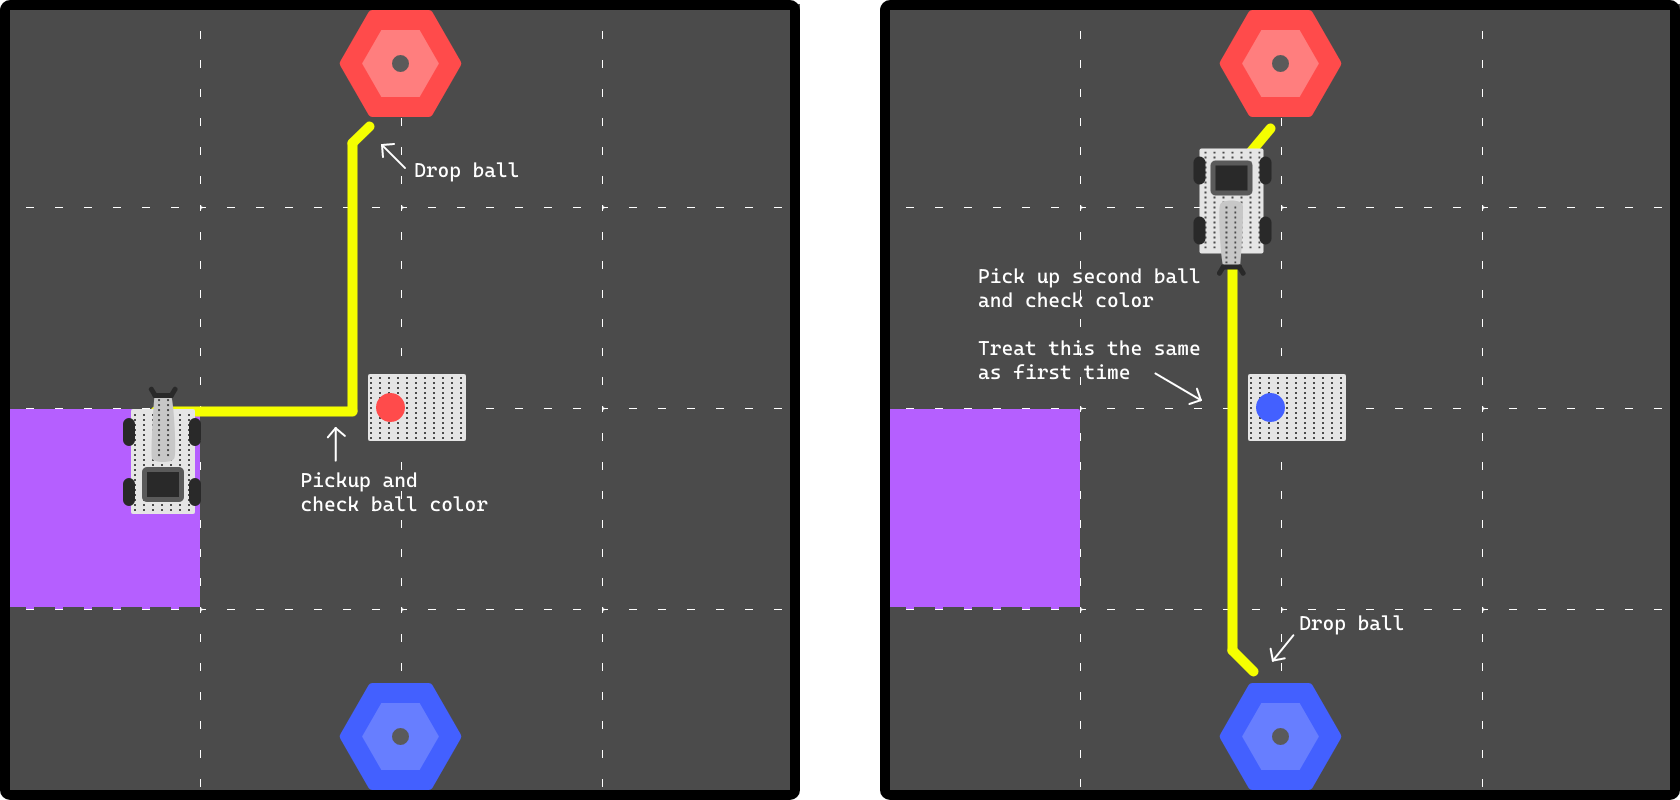 Drop ball
Pickup and
check ball color
Pick up second ball
and check color
Treat this the same
as first time
Drop ball